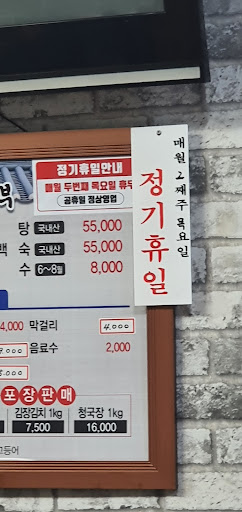 정기휴일안내
매월 두번째 목요일 휴무
공휴일 정상영업
부
탕 국내산 55,000
백 숙 국내산 55,000
수 6~8월 8,000
4,000 막걸리 4,000
음료수 2,000
포장판매
김장김치 1kg 청국장 1kg
7,500 16,000
고등어
매월 2째주 목요일
정기휴일